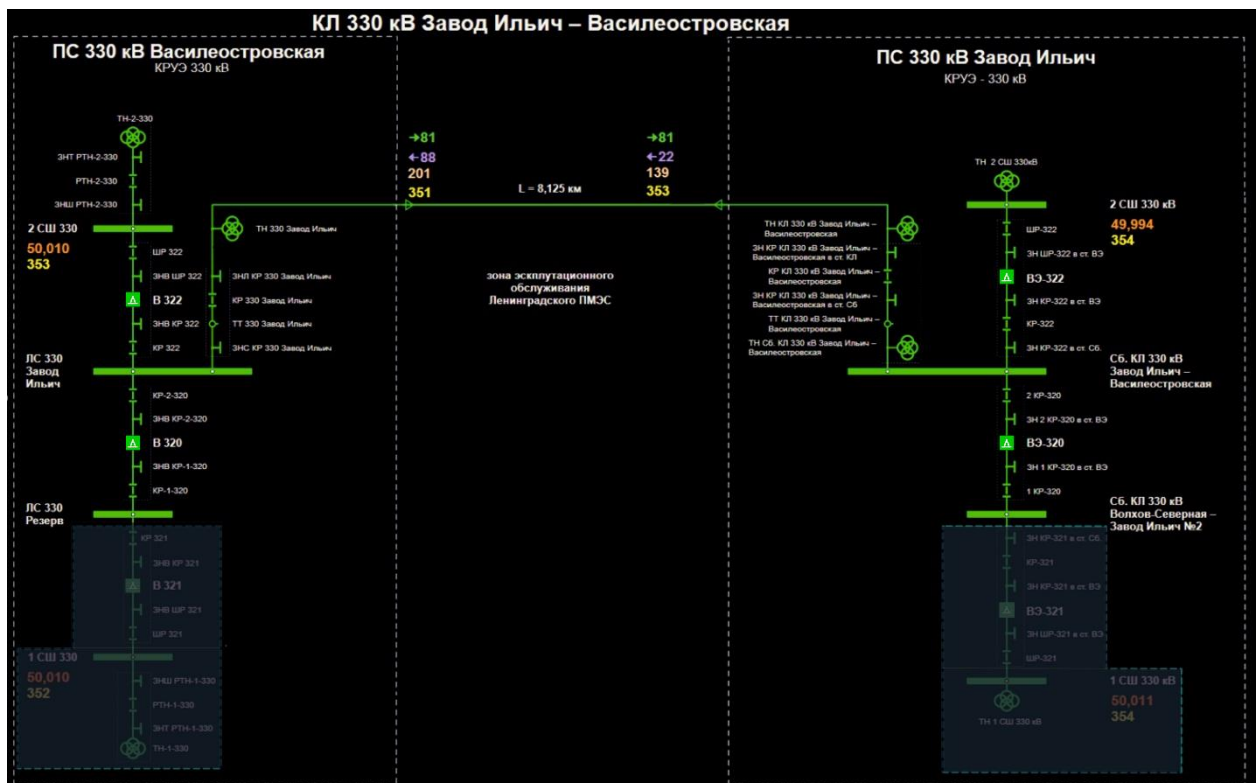 КЛ 330 кВ Завод Ильич – Василеостровская
ПС 330 кВ Василеостровская
КРУЭ 330 кВ
ТН-2-330
ЗНТ РТН-2-330
РТН-2-330
ЗНШ РТН-2-330
2 СШ 330
50,010
353
ШР 322
ЗНВ ШР 322
В 322
ЗНВ КР 322
КР 322
ТН 330 Завод Ильич
ЗНЛ КР 330 Завод Ильич
КР 330 Завод Ильич
ТТ 330 Завод Ильич
ЗНС КР 330 Завод Ильич
ЛС 330
Завод
Ильич
КР-2-320
ЗНВ КР-2-320
В 320
ЗНВ КР-1-320
КР-1-320
ЛС 330
Резерв
КР 321
ЗНВ КР 321
В 321
ЗНВ ШР 321
ШР 321
1 СШ 330
50,010
352
ЗНШ РТН-1-330
РТН-1-330
ЗНТ РТН-1-330
ТН-1-330
→81
←88
201
351
L = 8,125 км
→81
←22
139
353
зона эскплутационного
обслуживания
Ленинградского ПМЭС
ПС 330 кВ Завод Ильич
КРУЭ - 330 кВ
ТН 2 СШ 330кВ
2 СШ 330 кВ
49,994
354
ТН КЛ 330 кВ Завод Ильич –
Василеостровская
ЗН КР КЛ 330 кВ Завод Ильич –
Василеостровская в ст. КЛ
КР КЛ 330 кВ Завод Ильич –
Василеостровская
ЗН КР КЛ 330 кВ Завод Ильич –
Василеостровская в ст. Сб
ТТ КЛ 330 кВ Завод Ильич –
Василеостровская
ТН Сб. КЛ 330 кВ Завод Ильич –
Василеостровская
ШР-322
ЗН ШР-322 в ст. ВЭ
ВЭ-322
ЗН КР-322 в ст. ВЭ
КР-322
ЗН КР-322 в ст. Сб.
Сб. КЛ 330 кВ
Завод Ильич –
Василеостровская
2 КР-320
ЗН 2 КР-320 в ст. ВЭ
ВЭ-320
ЗН 1 КР-320 в ст. ВЭ
1 КР-320
Сб. КЛ 330 кВ
Волхов-Северная –
Завод Ильич №2
ЗН КР-321 в ст. Сб.
КР-321
ЗН КР-321 в ст. ВЭ
ВЭ-321
ЗН ШР-321 в ст. ВЭ
ШР-321
1 СШ 330 кВ
50,011
354
ТН 1 СШ 330 кВ